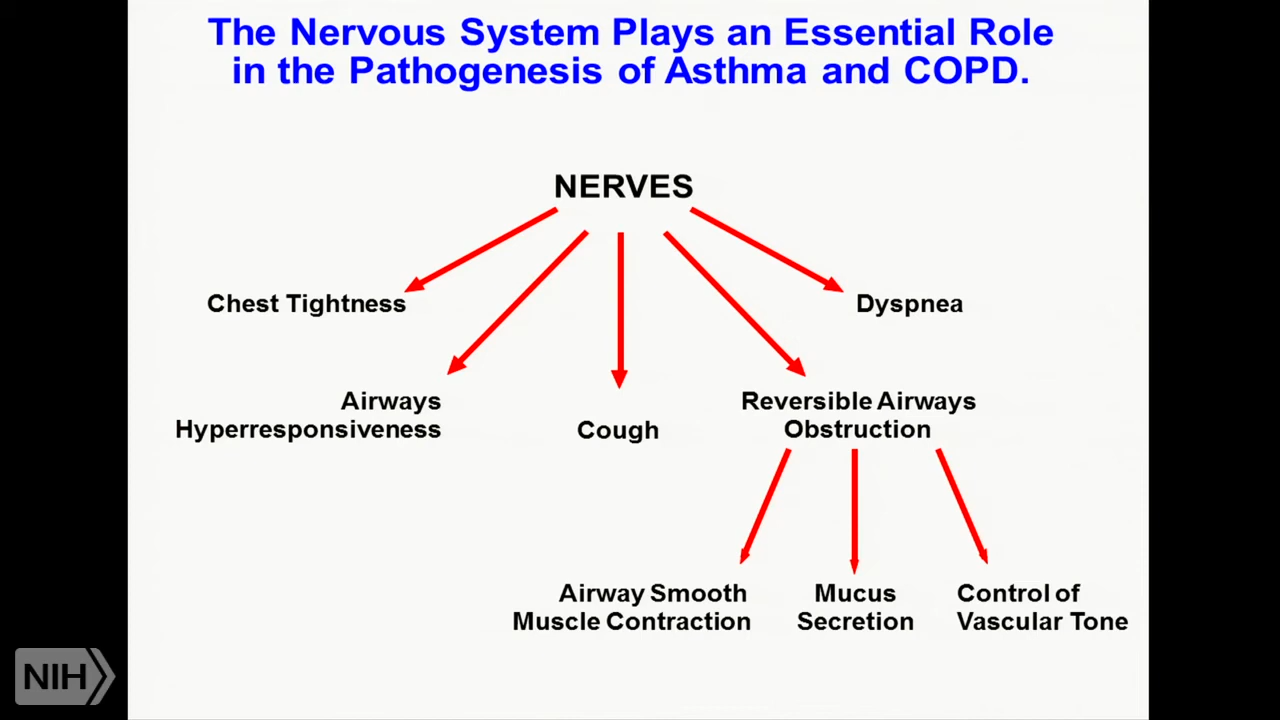 The Nervous System Plays an Essential Role
in the Pathogenesis of Asthma and COPD.
NERVES
Chest Tightness
Dyspnea
Airways
Hyperresponsiveness
Cough
Reversible Airways
Obstruction
Airway Smooth
Muscle Contraction
Mucus
Secretion
Control of
Vascular Tone
NIH